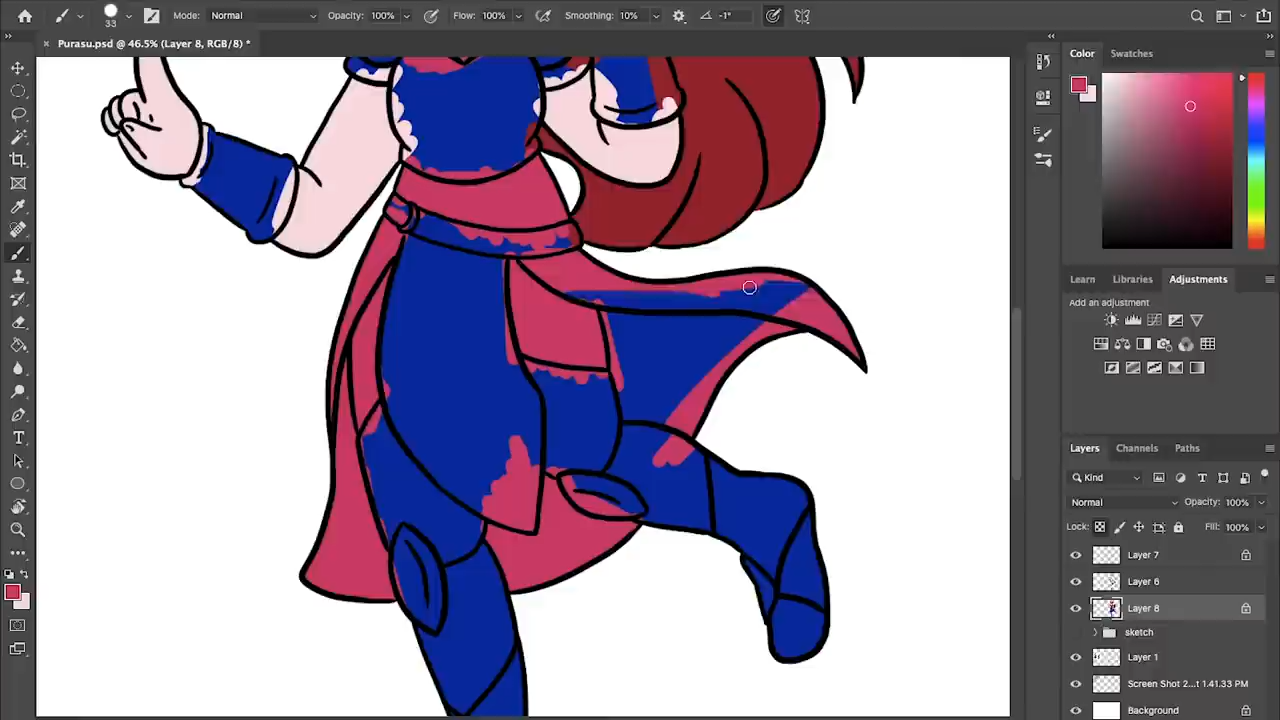 33 Mode: Normal Opacity: 100% Flow: 100% Smoothing: 10% -1°
× Purasu.psd @ 46.5% (Layer 8, RGB/8) *
Color Swatches
Learn Libraries Adjustments
Add an adjustment
Layers Channels Paths
Kind
Normal Opacity: 100%
Lock: Fill: 100%
Layer 7
Layer 6
Layer 8
sketch
Layer 1
Screen Shot 2...t 1.41.33 PM
Background